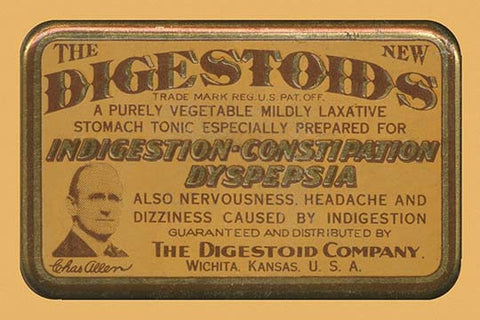 THE NEW
DIGESTOIDS
TRADE MARK REG. U.S. PAT. OFF.
A PURELY VEGETABLE MILDLY LAXATIVE
STOMACH TONIC ESPECIALLY PREPARED FOR
INDIGESTION-CONSTIPATION
DYSPEPSIA
ALSO NERVOUSNESS, HEADACHE AND
DIZZINESS CAUSED BY INDIGESTION
GUARANTEED AND DISTRIBUTED BY
THE DIGESTOID COMPANY.
WICHITA, KANSAS, U. S. A.
Chas Allen